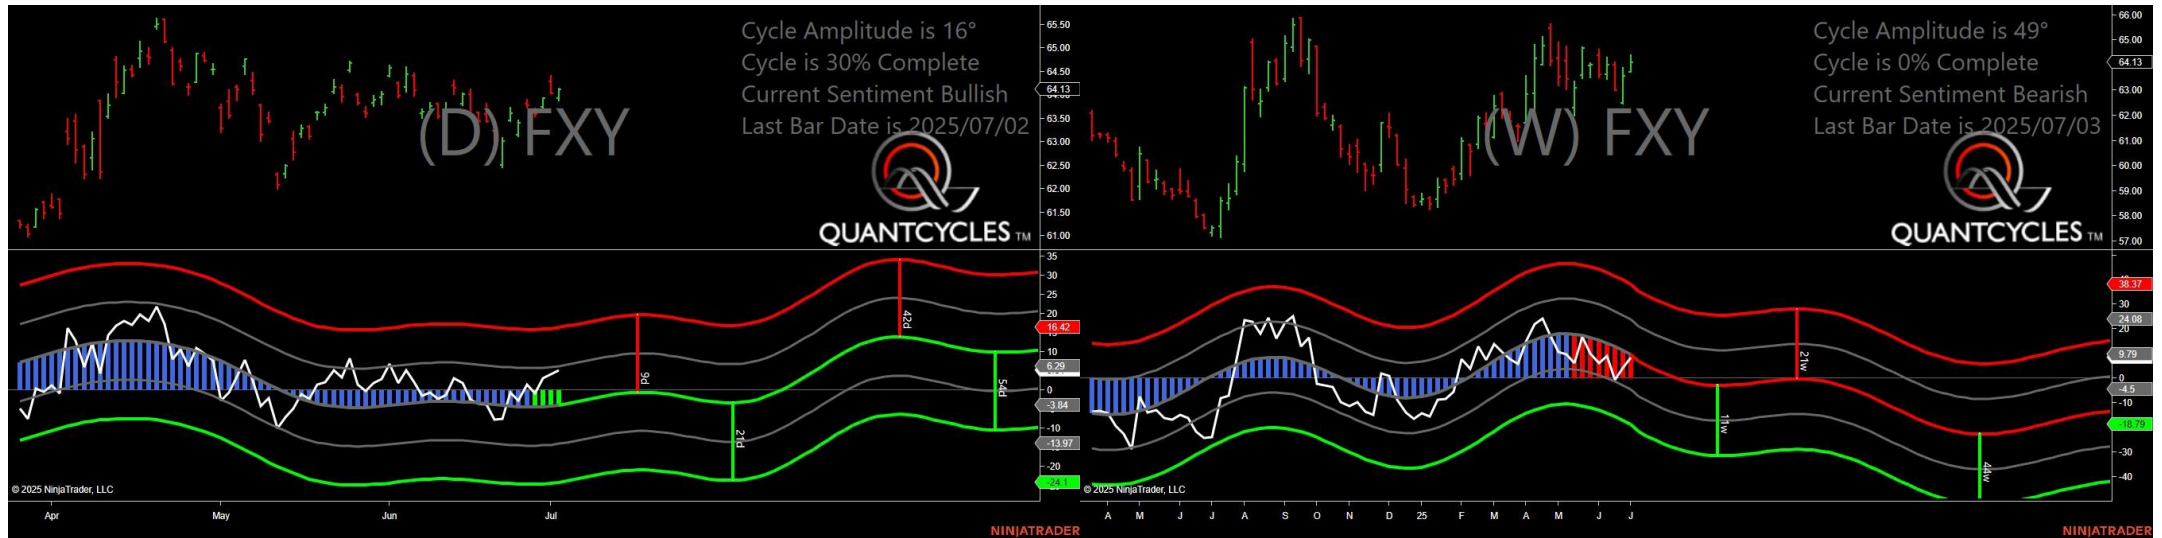 Cycle Amplitude is 16°
Cycle is 30% Complete
Current Sentiment Bullish
Last Bar Date is 2025/07/02
(D) FXY
QUANTCYCLES TM
65.50
65.00
64.50
64.13
63.50
63.00
62.50
62.00
61.50
61.00
35
30
25
20
16.42
10
6.29
0
-3.84
-10
-13.97
-20
-24.1
9d
21d
42d
54d
© 2025 NinjaTrader, LLC
Apr May Jun Jul
NINJATRADER
Cycle Amplitude is 49°
Cycle is 0% Complete
Current Sentiment Bearish
Last Bar Date is 2025/07/03
(W) FXY
QUANTCYCLES TM
66.00
65.00
64.13
63.00
62.00
61.00
60.00
59.00
58.00
57.00
38.37
30
24.08
20
9.79
0
-4.5
-10
-18.79
-30
-40
11w
21w
44w
© 2025 NinjaTrader, LLC
A M J J A S O N D 25 F M A M J J
NINJATRADER